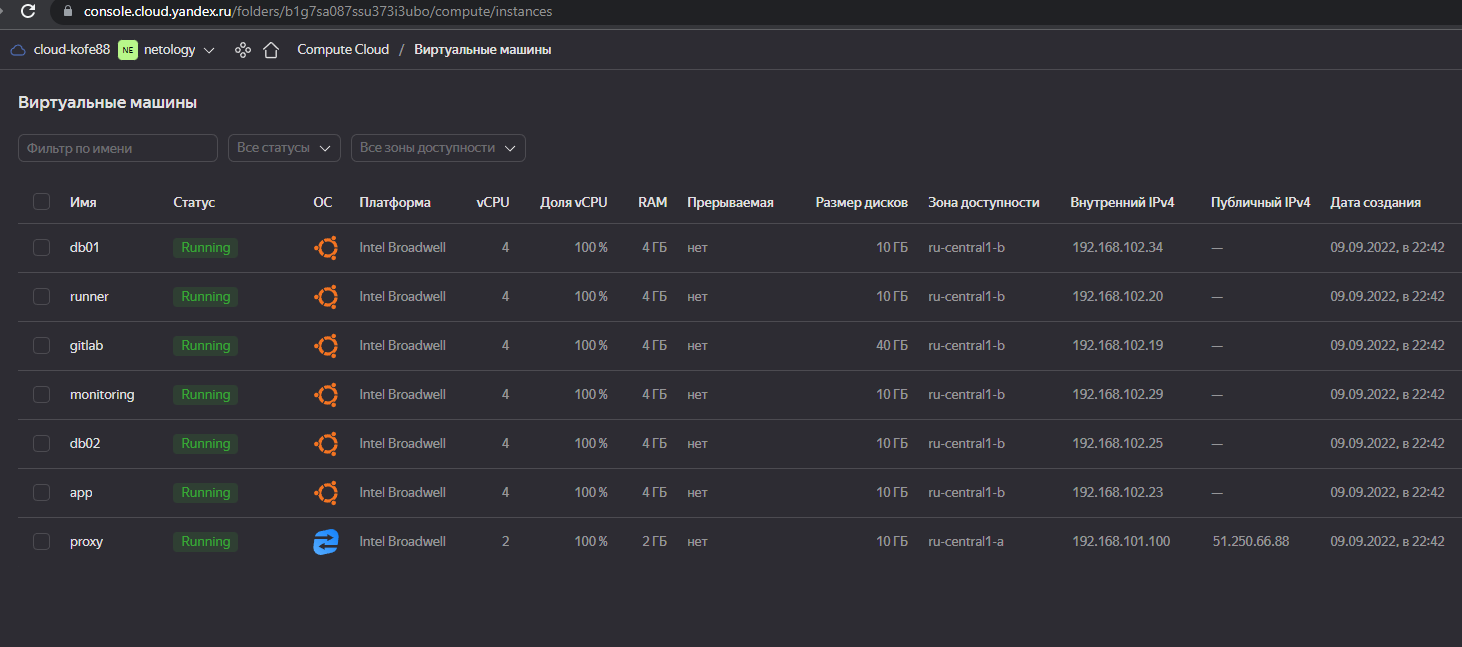 console.cloud.yandex.ru/folders/b1g7sa087ssu373i3ubo/compute/instances
cloud-kofe88 NE netology Compute Cloud / Виртуальные машины
Виртуальные машины
Фильтр по имени Все статусы Все зоны доступности
Имя Статус ОС Платформа vCPU Доля vCPU RAM Прерываемая Размер дисков Зона доступности Внутренний IPv4 Публичный IPv4 Дата создания
db01 Running Intel Broadwell 4 100 % 4 ГБ нет 10 ГБ ru-central1-b 192.168.102.34 — 09.09.2022, в 22:42
runner Running Intel Broadwell 4 100 % 4 ГБ нет 10 ГБ ru-central1-b 192.168.102.20 — 09.09.2022, в 22:42
gitlab Running Intel Broadwell 4 100 % 4 ГБ нет 40 ГБ ru-central1-b 192.168.102.19 — 09.09.2022, в 22:42
monitoring Running Intel Broadwell 4 100 % 4 ГБ нет 10 ГБ ru-central1-b 192.168.102.29 — 09.09.2022, в 22:42
db02 Running Intel Broadwell 4 100 % 4 ГБ нет 10 ГБ ru-central1-b 192.168.102.25 — 09.09.2022, в 22:42
app Running Intel Broadwell 4 100 % 4 ГБ нет 10 ГБ ru-central1-b 192.168.102.23 — 09.09.2022, в 22:42
proxy Running Intel Broadwell 2 100 % 2 ГБ нет 10 ГБ ru-central1-a 192.168.101.100 51.250.66.88 09.09.2022, в 22:42